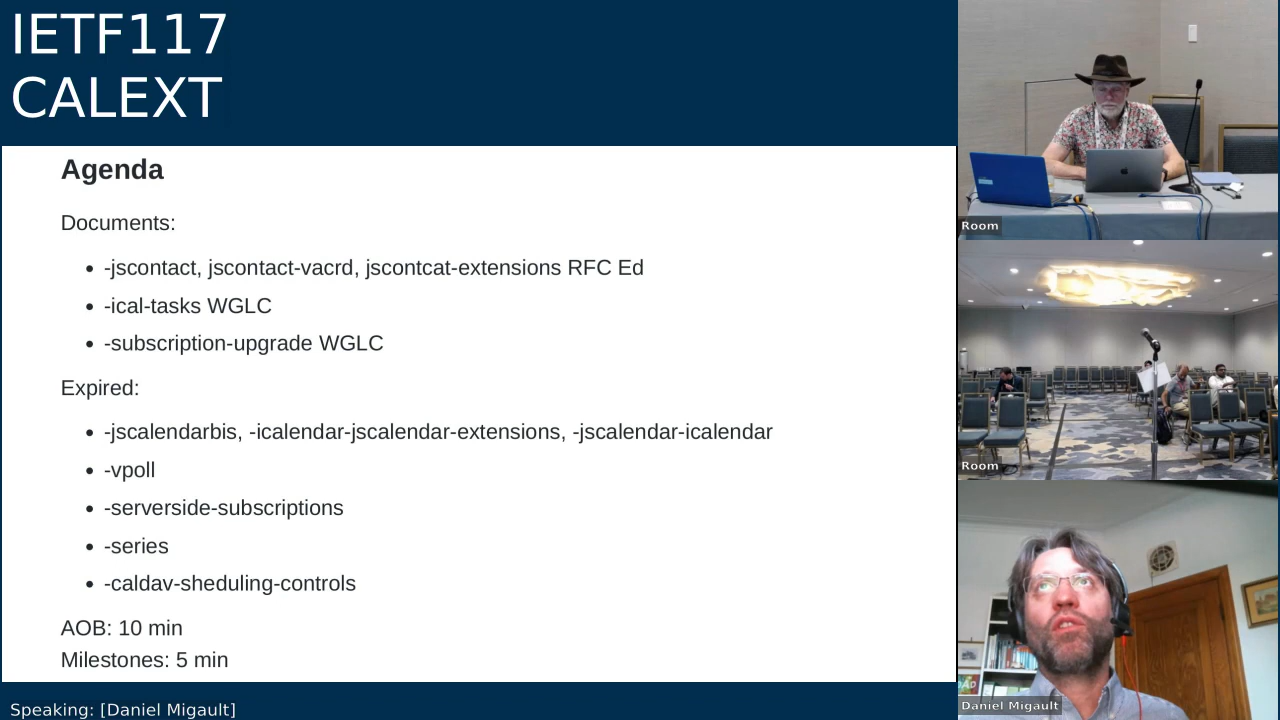 IETF117
CALEXT
Agenda
Documents:
-jscontact, jscontact-vacrd, jscontcat-extensions RFC Ed
-ical-tasks WGLC
-subscription-upgrade WGLC
Expired:
-jscalendarbis, -icalendar-jscalendar-extensions, -jscalendar-icalendar
-vpoll
-serverside-subscriptions
-series
-caldav-sheduling-controls
AOB: 10 min
Milestones: 5 min
Speaking: [Daniel Migault]
Room
Room
Daniel Migault